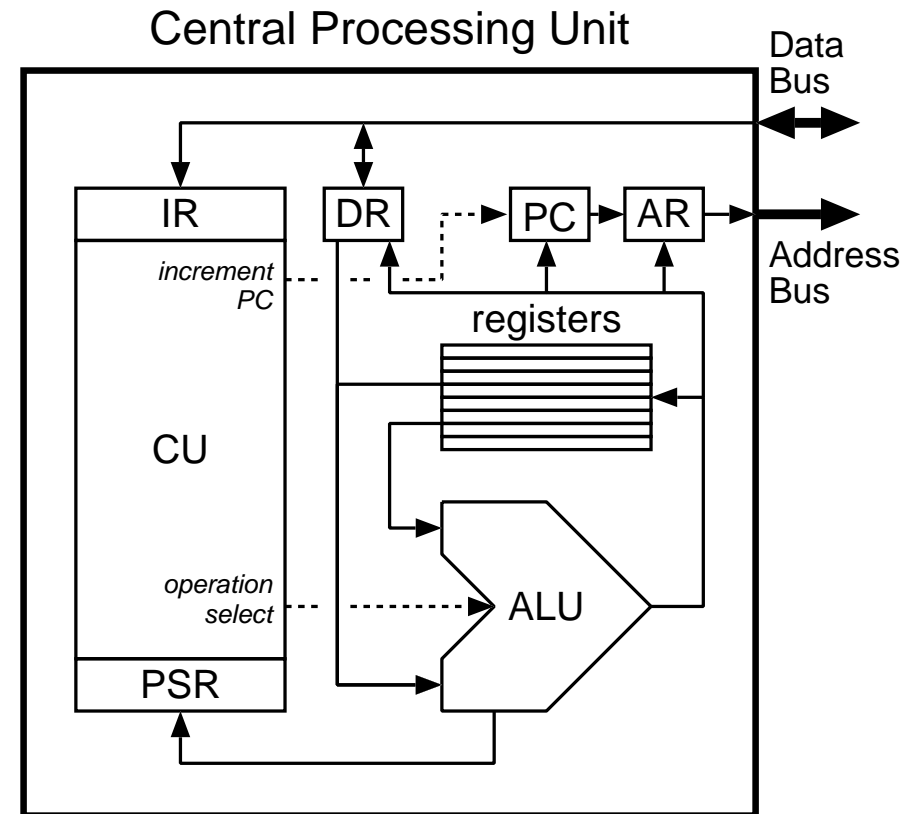 Central Processing Unit
Data
Bus
IR
DR
PC
AR
Address
Bus
increment
PC
registers
CU
operation
select
ALU
PSR